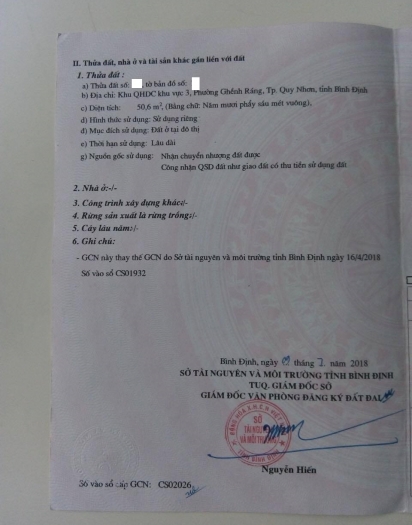 II. Thửa đất, nhà ở và tài sản khác gắn liền với đất
1. Thửa đất :
a) Thửa đất số: tờ bản đồ số:
b) Địa chỉ: Khu QHDC khu vực 3, Phường Ghềnh Ráng, Tp. Quy Nhơn, tỉnh Bình Định
c) Diện tích: 50,6 m², (Bằng chữ: Năm mươi phẩy sáu mét vuông),
d) Hình thức sử dụng: Sử dụng riêng
đ) Mục đích sử dụng: Đất ở tại đô thị
e) Thời hạn sử dụng: Lâu dài
g) Nguồn gốc sử dụng: Nhận chuyển nhượng đất được
Công nhận QSD đất như giao đất có thu tiền sử dụng đất
2. Nhà ở:-/-
3. Công trình xây dựng khác:-/-
4. Rừng sản xuất là rừng trồng:-/-
5. Cây lâu năm:-/-
6. Ghi chú:
- GCN này thay thế GCN do Sở tài nguyên và môi trường tỉnh Bình Định ngày 16/4/2018
Số vào sổ CS01932
Bình Định, ngày tháng 7 năm 2018
SỞ TÀI NGUYÊN VÀ MÔI TRƯỜNG TỈNH BÌNH ĐỊNH
TUQ. GIÁM ĐỐC SỞ
GIÁM ĐỐC VĂN PHÒNG ĐĂNG KÝ ĐẤT ĐAI
SỞ
TÀI NGUYÊN
VÀ MÔI TRƯỜNG
Nguyễn Hiến
Số vào sổ cấp GCN: CS02026